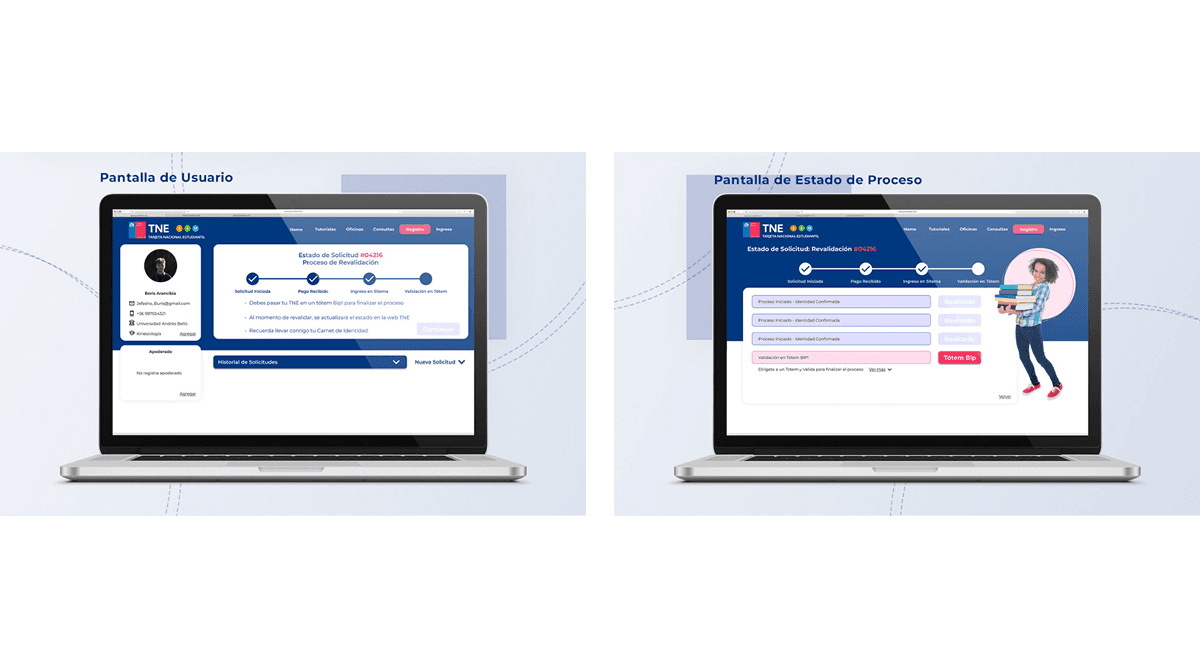 Pantalla de Usuario
TNE
TARJETA NACIONAL ESTUDIANTIL
Home Tutoriales Oficinas Consultas Registro Ingreso
Boris Arancibia
Jefesho_Buris@gmail.com
Universidad Andrés Bello
Kinesiología
Agregar
Apoderado
No registra apoderado
Agregar
Estado de Solicitud #04216
Proceso de Revalidación
Solicitud Iniciada Pago Recibido Ingreso en Sitema Validación en Tótem
- Debes pasar tu TNE en un tótem Bip! para finalizar el proceso
- Al momento de revalidar, se actualizará el estado en la web TNE
- Recuerda llevar contigo tu Carnet de Identidad
Continuar
Historial de Solicitudes
Nueva Solicitud
Pantalla de Estado de Proceso
TNE
TARJETA NACIONAL ESTUDIANTIL
Home Tutoriales Oficinas Consultas Registro Ingreso
Estado de Solicitud: Revalidación #04216
Solicitud Iniciada Pago Recibido Ingreso en Sitema Validación en Tótem
Proceso Iniciado - Identidad Confirmada Realizado
Proceso Iniciado - Identidad Confirmada Realizado
Proceso Iniciado - Identidad Confirmada Realizado
Validación en Tótem BIP! Tótem Bip
Dirígete a un Tótem y Valida para finalizar el proceso Ver más
Volver